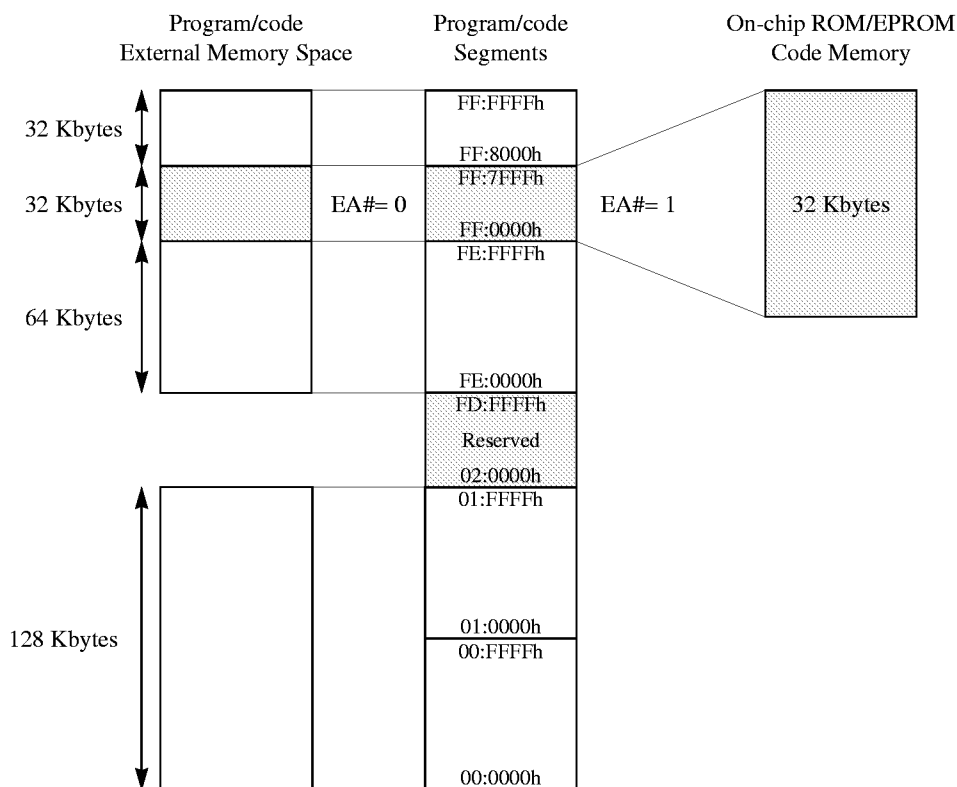 Program/code
External Memory Space
Program/code
Segments
On-chip ROM/EPROM
Code Memory
32 Kbytes
FF:FFFFh
FF:8000h
32 Kbytes
EA#= 0
FF:7FFFh
FF:0000h
EA#= 1
32 Kbytes
64 Kbytes
FE:FFFFh
FE:0000h
FD:FFFFh
Reserved
02:0000h
128 Kbytes
01:FFFFh
01:0000h
00:FFFFh
00:0000h